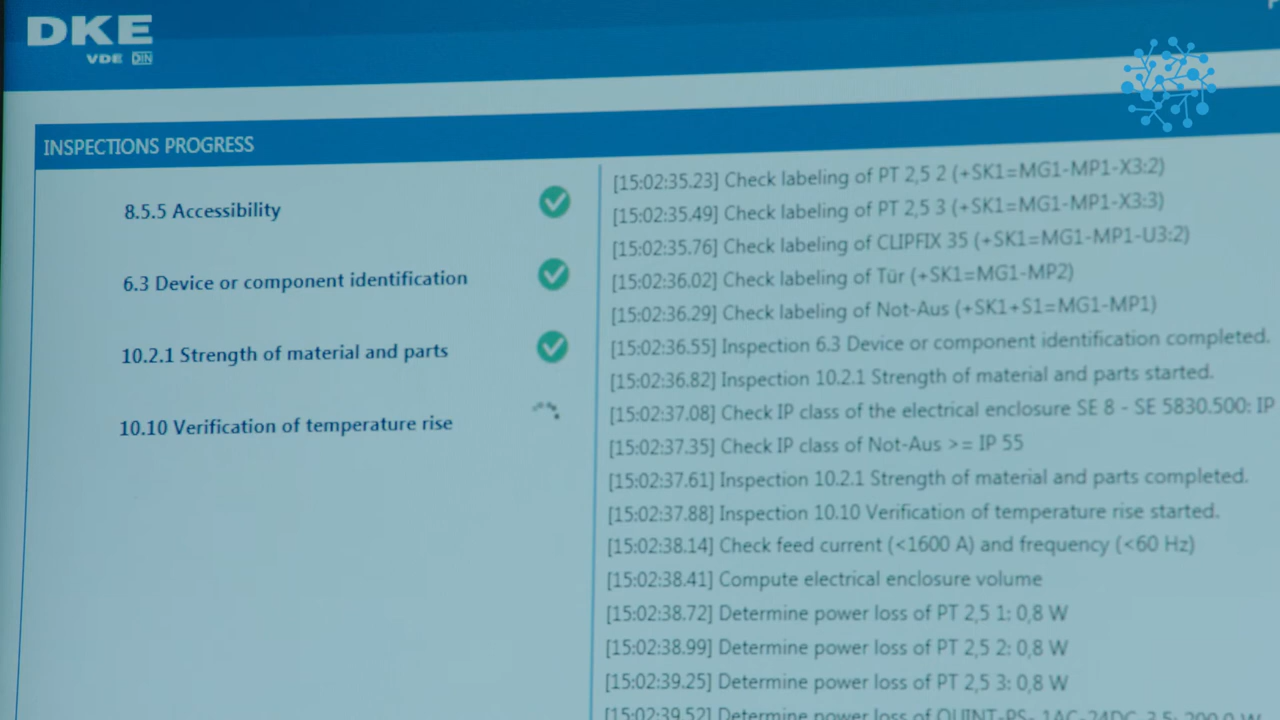 DKE
VDE DIN
INSPECTIONS PROGRESS
8.5.5 Accessibility
6.3 Device or component identification
10.2.1 Strength of material and parts
10.10 Verification of temperature rise
[15:02:35.23] Check labeling of PT 2,5 2 (+SK1=MG1-MP1-X3:2)
[15:02:35.49] Check labeling of PT 2,5 3 (+SK1=MG1-MP1-X3:3)
[15:02:35.76] Check labeling of CLIPFIX 35 (+SK1=MG1-MP1-U3:2)
[15:02:36.02] Check labeling of Tür (+SK1=MG1-MP2)
[15:02:36.29] Check labeling of Not-Aus (+SK1+S1=MG1-MP1)
[15:02:36.55] Inspection 6.3 Device or component identification completed.
[15:02:36.82] Inspection 10.2.1 Strength of material and parts started.
[15:02:37.08] Check IP class of the electrical enclosure SE 8 - SE 5830.500: IP
[15:02:37.35] Check IP class of Not-Aus >= IP 55
[15:02:37.61] Inspection 10.2.1 Strength of material and parts completed.
[15:02:37.88] Inspection 10.10 Verification of temperature rise started.
[15:02:38.14] Check feed current (<1600 A) and frequency (<60 Hz)
[15:02:38.41] Compute electrical enclosure volume
[15:02:38.72] Determine power loss of PT 2,5 1: 0,8 W
[15:02:38.99] Determine power loss of PT 2,5 2: 0,8 W
[15:02:39.25] Determine power loss of PT 2,5 3: 0,8 W
[15:02:39.52] Determine power loss of QUINT-PS-